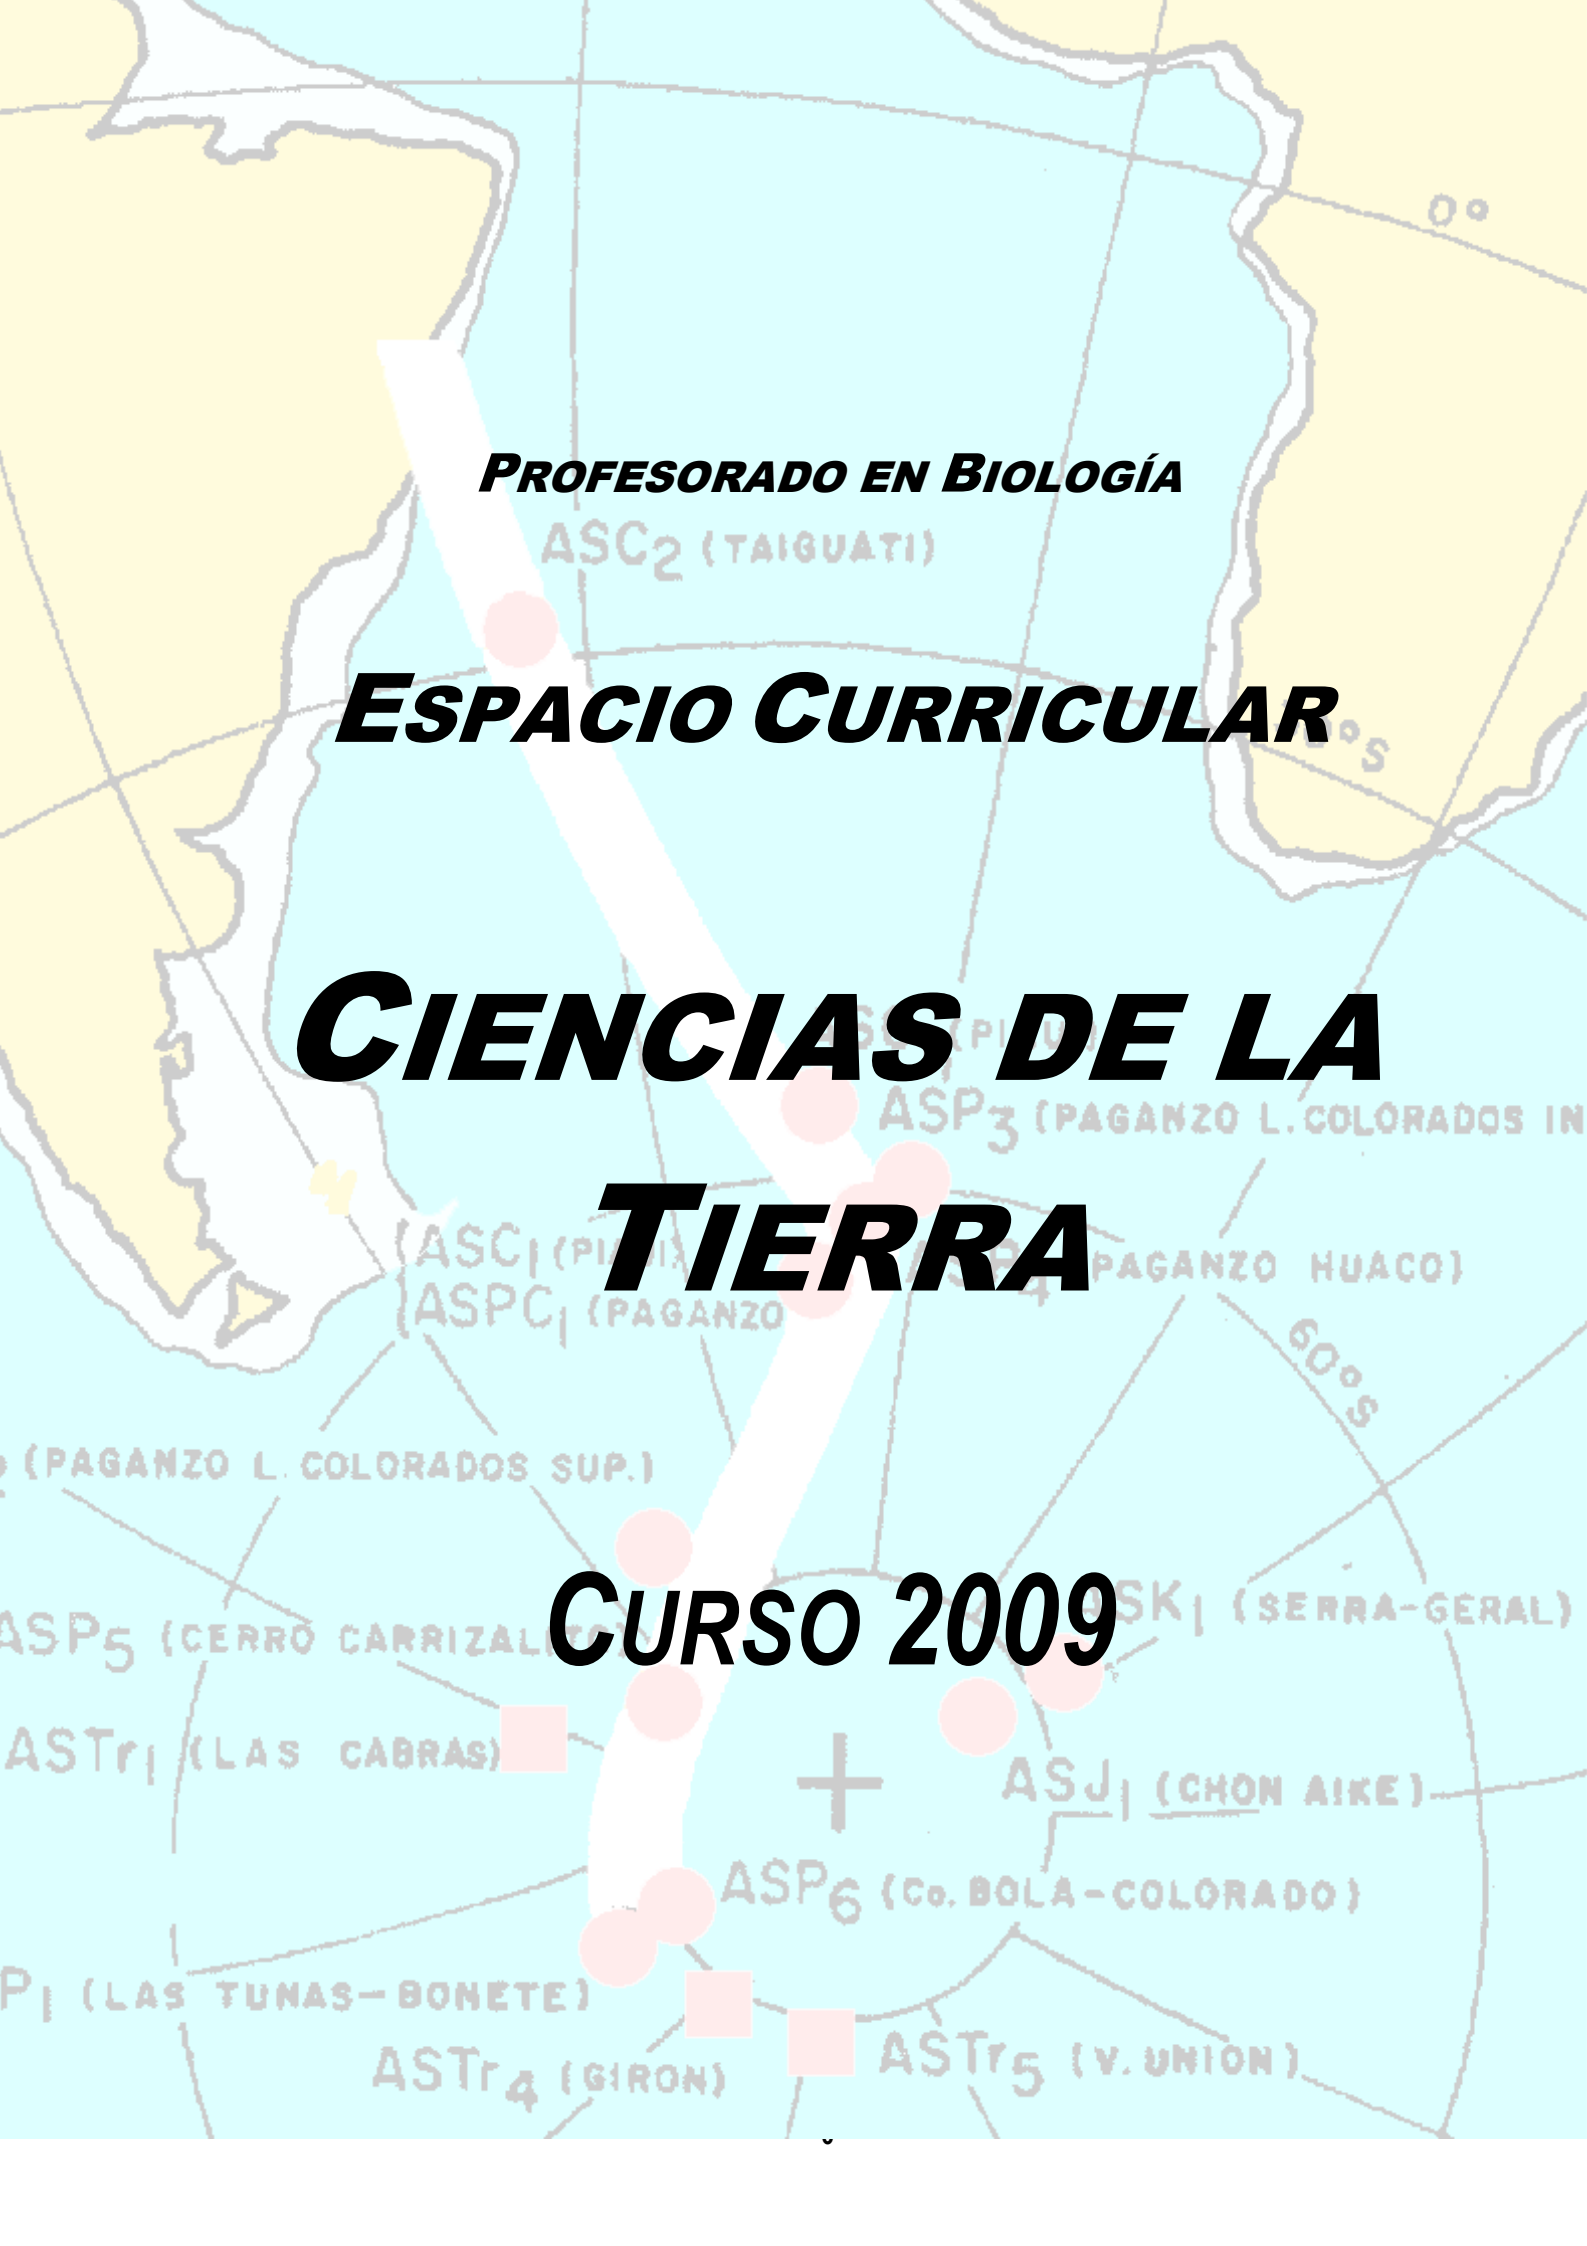 0°
PROFESORADO EN BIOLOGÍA
ASC2 (TAIGUATI)
ESPACIO CURRICULAR
°S
CIENCIAS DE LA
ASP3 (PAGANZO L. COLORADOS IN
TIERRA
ASC1
PAGANZO HUACO)
ASPC1 (PAGANZO
60°S
(PAGANZO L. COLORADOS SUP.)
CURSO 2009
SK1 (SERRA-GERAL)
ASP5 (CERRO
ASTr1 (LAS CABRAS)
ASJ1 (CHON AIKE)
ASP6 (Co. BOLA-COLORADO)
P1 (LAS TUNAS-BONETE)
ASTr5 (V. UNION)
ASTr4 (GIRON)